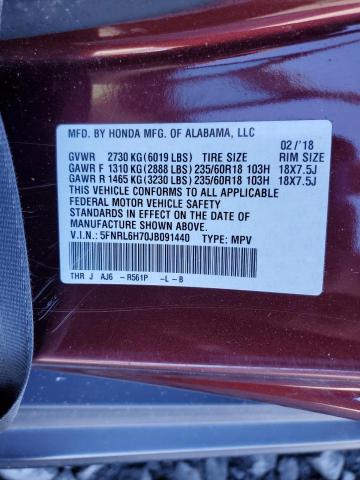 MFD. BY HONDA MFG. OF ALABAMA, LLC
02 /'18
GVWR 2730 KG (6019 LBS) TIRE SIZE RIM SIZE
GAWR F 1310 KG (2888 LBS) 235/60R18 103H 18X7.5J
GAWR R 1465 KG (3230 LBS) 235/60R18 103H 18X7.5J
THIS VEHICLE CONFORMS TO ALL APPLICABLE
FEDERAL MOTOR VEHICLE SAFETY
STANDARDS IN EFFECT ON THE DATE OF
MANUFACTURE SHOWN ABOVE.
V.I.N.: 5FNRL6H70JB091440 TYPE: MPV
THR J AJ6 - R561P -L - B